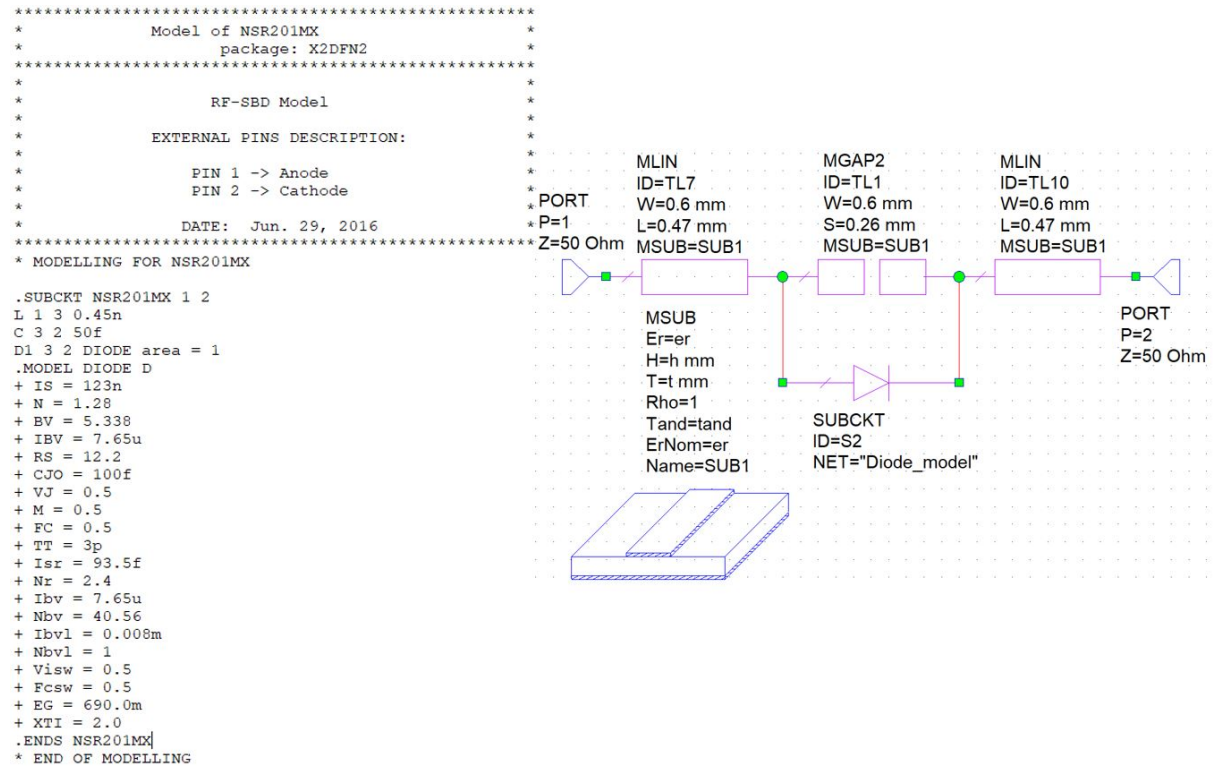 *****************************************************
* Model of NSR201MX *
* package: X2DFN2 *
*****************************************************
* *
* RF-SBD Model *
* *
* EXTERNAL PINS DESCRIPTION: *
* *
* PIN 1 -> Anode *
* PIN 2 -> Cathode *
* *
* DATE: Jun. 29, 2016 *
*****************************************************
* MODELLING FOR NSR201MX
.SUBCKT NSR201MX 1 2
L 1 3 0.45n
C 3 2 50f
D1 3 2 DIODE area = 1
.MODEL DIODE D
+ IS = 123n
+ N = 1.28
+ BV = 5.338
+ IBV = 7.65u
+ RS = 12.2
+ CJO = 100f
+ VJ = 0.5
+ M = 0.5
+ FC = 0.5
+ TT = 3p
+ Isr = 93.5f
+ Nr = 2.4
+ Ibv = 7.65u
+ Nbv = 40.56
+ Ibvl = 0.008m
+ Nbvl = 1
+ Visw = 0.5
+ Fcsw = 0.5
+ EG = 690.0m
+ XTI = 2.0
.ENDS NSR201MX
* END OF MODELLING
PORT
P=1
Z=50 Ohm
MLIN
ID=TL7
W=0.6 mm
L=0.47 mm
MSUB=SUB1
MGAP2
ID=TL1
W=0.6 mm
S=0.26 mm
MSUB=SUB1
MLIN
ID=TL10
W=0.6 mm
L=0.47 mm
MSUB=SUB1
PORT
P=2
Z=50 Ohm
MSUB
Er=er
H=h mm
T=t mm
Rho=1
Tand=tand
ErNom=er
Name=SUB1
SUBCKT
ID=S2
NET="Diode_model"